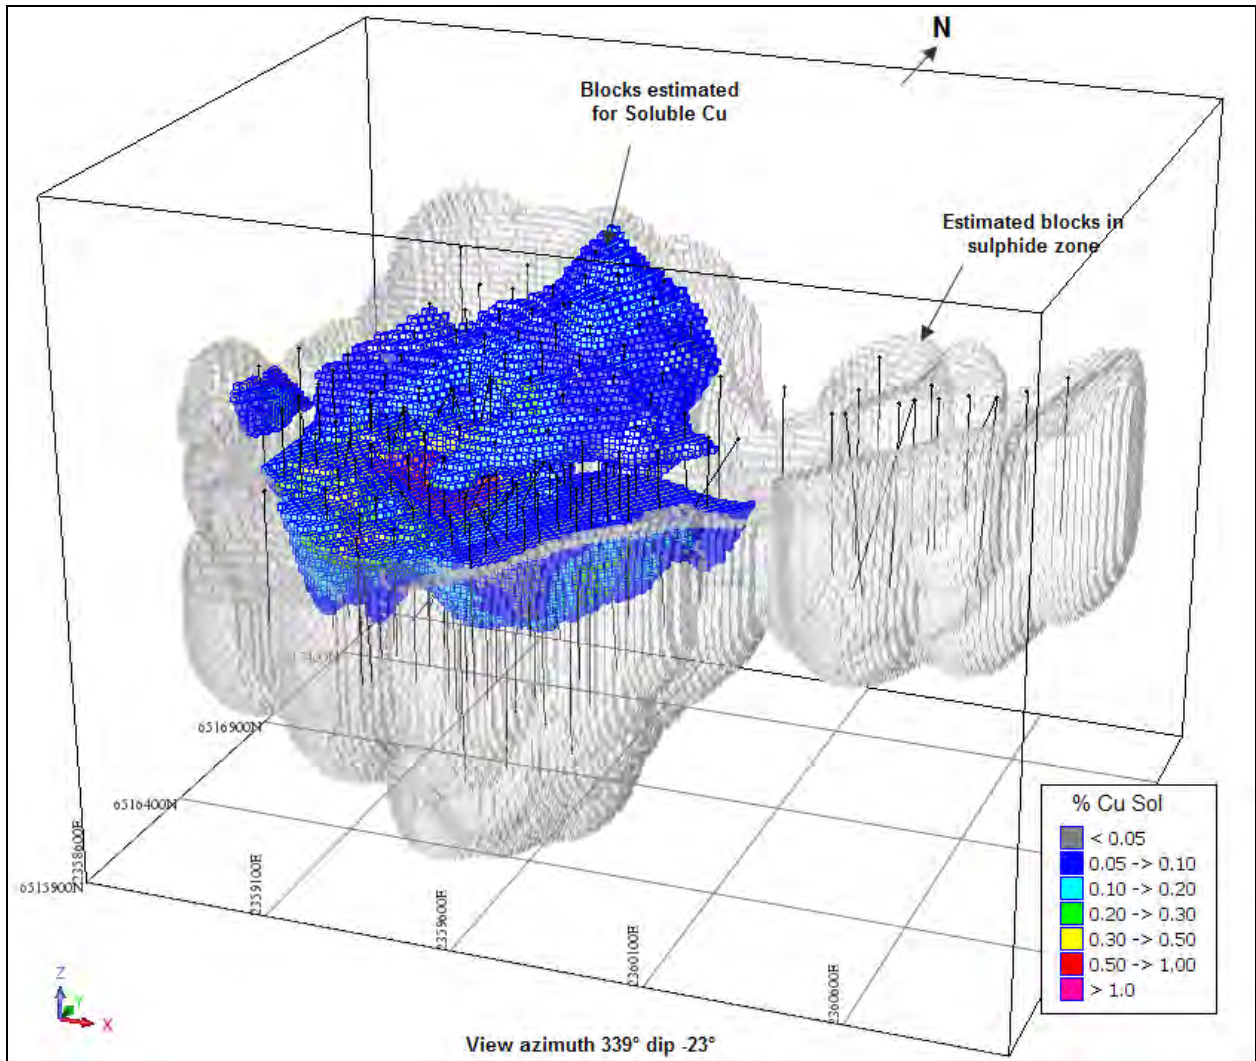 N
Blocks estimated
for Soluble Cu
Estimated blocks in
sulphide zone
6516900N
6516400N
6515900N
2358600E
2359100E
2359600E
2360100E
2360600E
% Cu Sol
< 0.05
0.05 -> 0.10
0.10 -> 0.20
0.20 -> 0.30
0.30 -> 0.50
0.50 -> 1.00
> 1.0
Z
Y
X
View azimuth 339° dip -23°